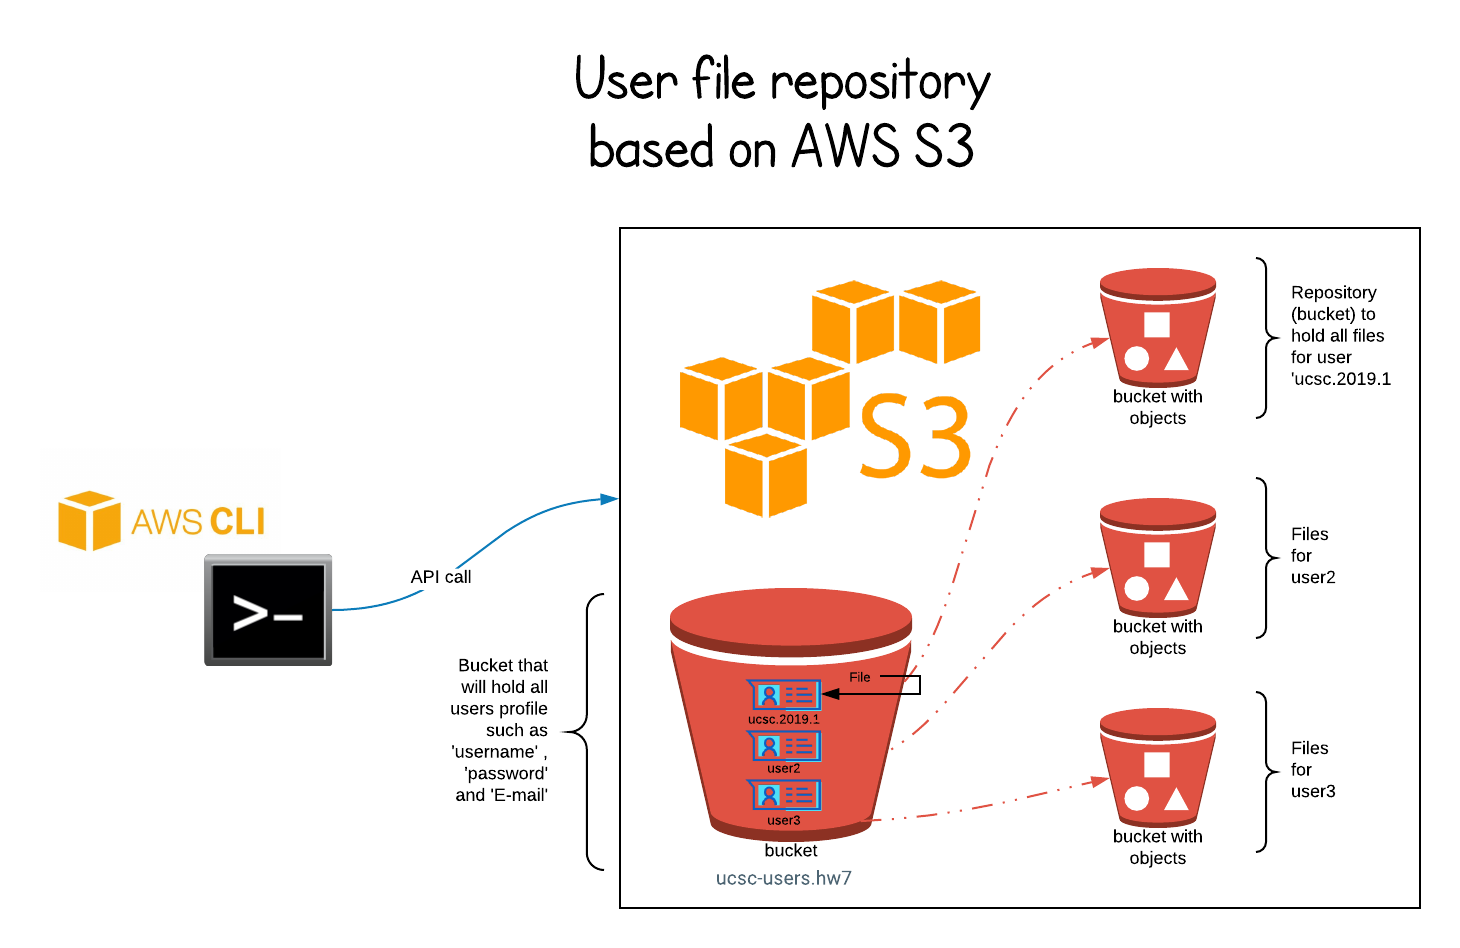 User file repository
based on AWS S3
S3
AWS CLI
>_
API call
Bucket that
will hold all
users profile
such as
'username' ,
'password'
and 'E-mail'
File
ucsc.2019.1
user2
user3
bucket
ucsc-users.hw7
bucket with
objects
Repository
(bucket) to
hold all files
for user
'ucsc.2019.1
bucket with
objects
Files
for
user2
bucket with
objects
Files
for
user3